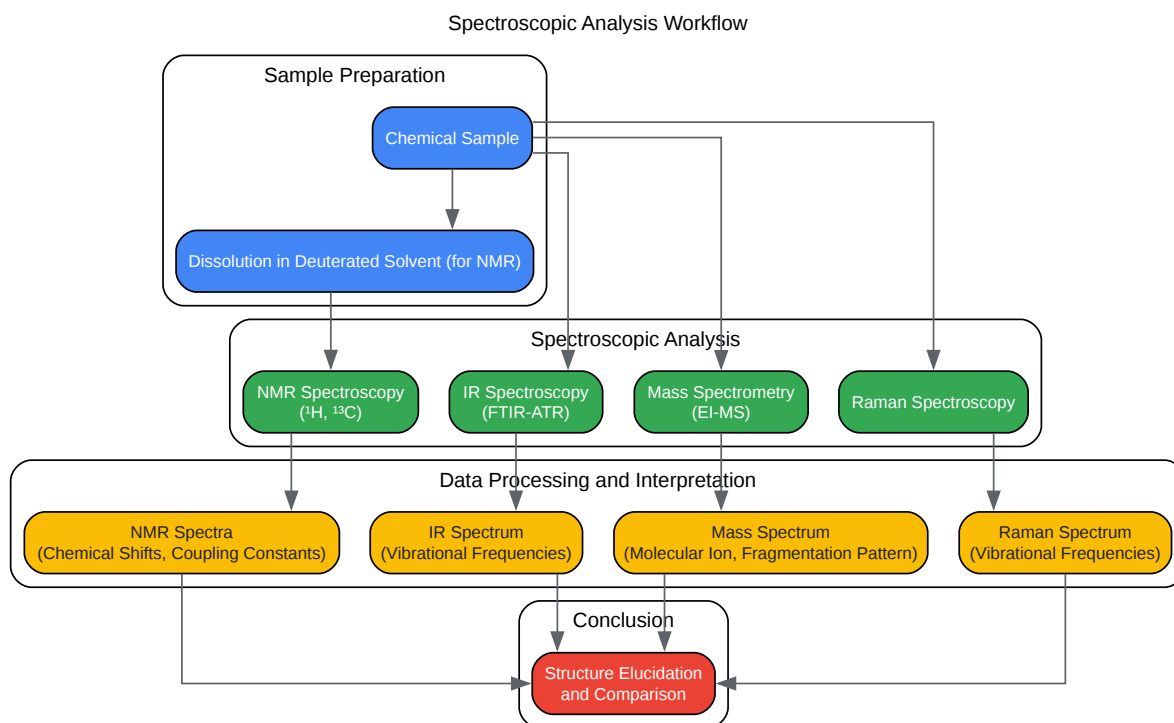 Spectroscopic Analysis Workflow
Sample Preparation
Chemical Sample
Dissolution in Deuterated Solvent (for NMR)
Spectroscopic Analysis
NMR Spectroscopy
(¹H, ¹³C)
IR Spectroscopy
(FTIR-ATR)
Mass Spectrometry
(EI-MS)
Raman Spectroscopy
Data Processing and Interpretation
NMR Spectra
(Chemical Shifts, Coupling Constants)
IR Spectrum
(Vibrational Frequencies)
Mass Spectrum
(Molecular Ion, Fragmentation Pattern)
Raman Spectrum
(Vibrational Frequencies)
Conclusion
Structure Elucidation
and Comparison